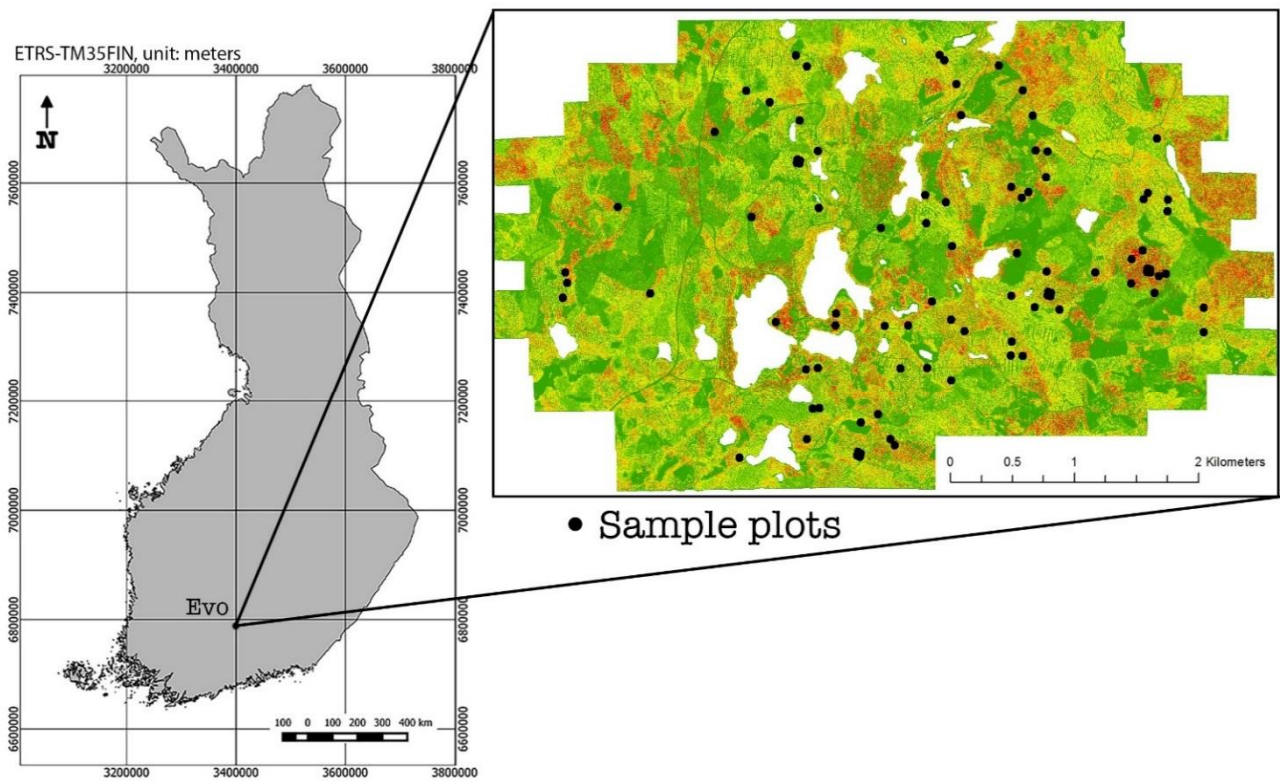 ETRS-TM35FIN, unit: meters
3200000 3400000 3600000 3800000
N
7600000 7600000
7400000 7400000
7200000 7200000
7000000 7000000
6800000 6800000
6600000 6600000
Evo
100 0 100 200 300 400 km
3200000 3400000 3600000 3800000
0 0.5 1 2 Kilometers
Sample plots